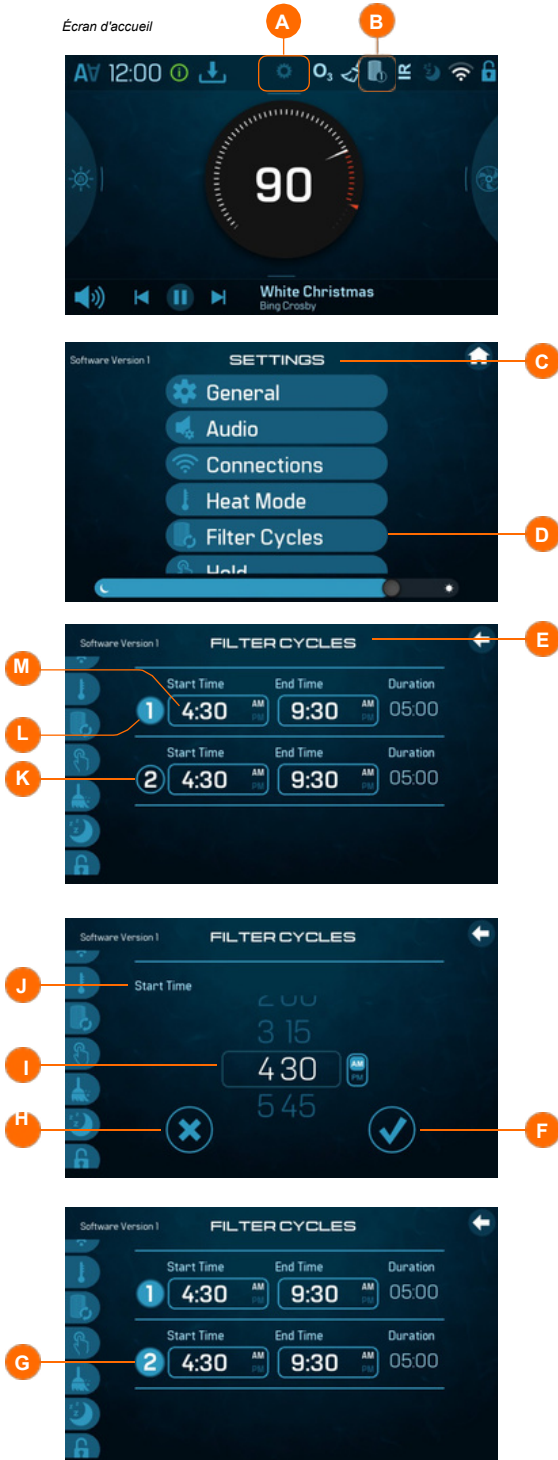 Écran d'accueil
A B
12:00 O3 IR
90
White Christmas
Bing Crosby
Software Version 1 SETTINGS C
General
Audio
Connections
Heat Mode
Filter Cycles D
Hold
Software Version 1 FILTER CYCLES E
M Start Time End Time Duration
L 1 4:30 AM PM 9:30 AM PM 05:00
Start Time End Time Duration
K 2 4:30 AM PM 9:30 AM PM 05:00
Software Version 1 FILTER CYCLES
J Start Time
2 00
3 15
I 4 30 AM PM
5 45
H F
Software Version 1 FILTER CYCLES
Start Time End Time Duration
1 4:30 AM PM 9:30 AM PM 05:00
Start Time End Time Duration
G 2 4:30 AM PM 9:30 AM PM 05:00